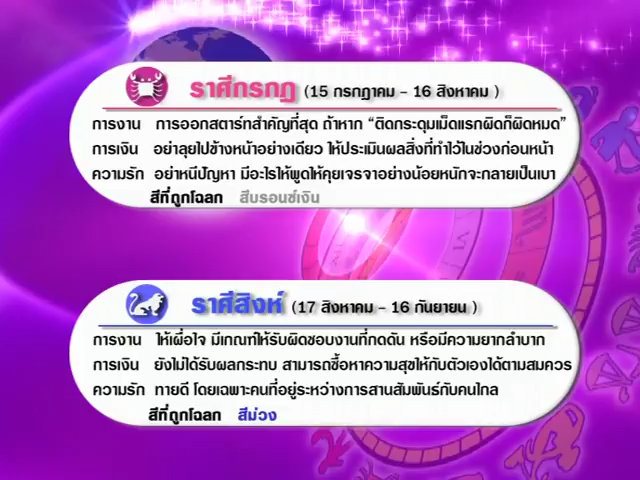 ราศีกรกฎ (15 กรกฎาคม - 16 สิงหาคม )
การงาน การออกสตาร์ทสำคัญที่สุด ถ้าหาก “ติดกระดุมเม็ดแรกผิดก็ผิดหมด”
การเงิน อย่าลุยไปข้างหน้าอย่างเดียว ให้ประเมินผลสิ่งที่ทำไว้ในช่วงก่อนหน้า
ความรัก อย่าหนีปัญหา มีอะไรให้พูดให้คุยเจรจาอย่างน้อยหนักจะกลายเป็นเบา
สีที่ถูกโฉลก สีบรอนซ์เงิน
ราศีสิงห์ (17 สิงหาคม - 16 กันยายน )
การงาน ให้เผื่อใจ มีเกณฑ์ให้รับผิดชอบงานที่กดดัน หรือมีความยากลำบาก
การเงิน ยังไม่ได้รับผลกระทบ สามารถซื้อหาความสุขให้กับตัวเองได้ตามสมควร
ความรัก ทายดี โดยเฉพาะคนที่อยู่ระหว่างการสานสัมพันธ์กับคนไกล
สีที่ถูกโฉลก สีม่วง